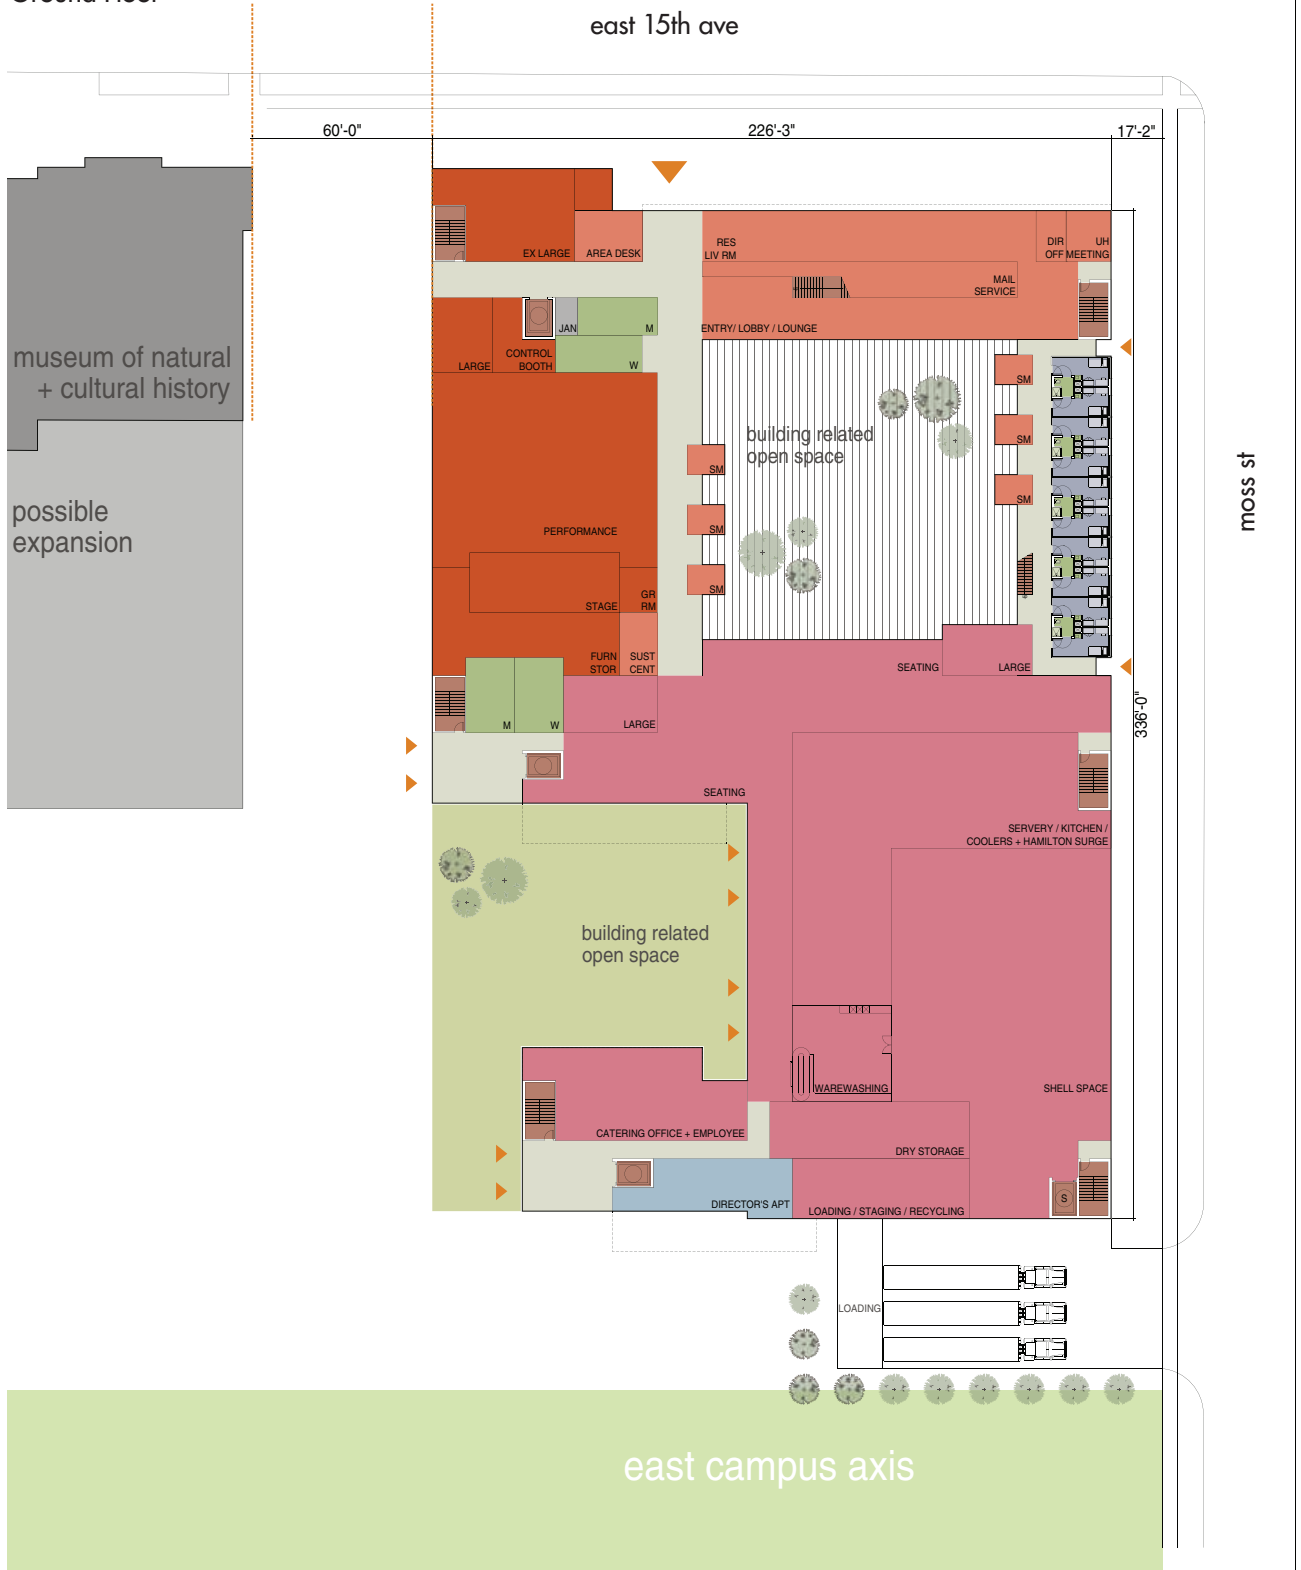 Ground Floor
east 15th ave
60'-0"
226'-3"
17'-2"
EX LARGE
AREA DESK
RES
LIV RM
DIR
OFF
UH
MEETING
MAIL
SERVICE
ENTRY/ LOBBY / LOUNGE
JAN
M
W
LARGE
CONTROL
BOOTH
museum of natural
+ cultural history
SM
SM
SM
SM
SM
SM
building related
open space
moss st
possible
expansion
PERFORMANCE
STAGE
GR
RM
FURN
STOR
SUST
CENT
SEATING
LARGE
M
W
LARGE
336'-0"
SEATING
SERVERY / KITCHEN /
COOLERS + HAMILTON SURGE
building related
open space
WAREWASHING
SHELL SPACE
CATERING OFFICE + EMPLOYEE
DRY STORAGE
DIRECTOR'S APT
LOADING / STAGING / RECYCLING
S
LOADING
east campus axis